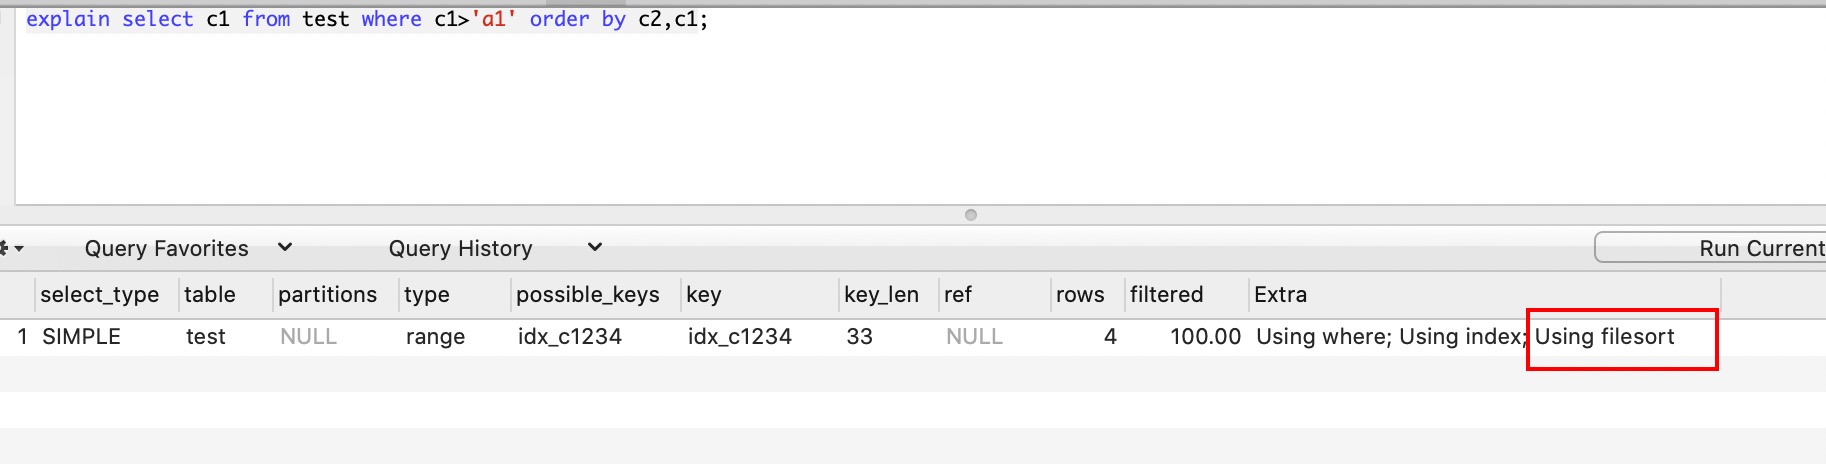 explain select c1 from test where c1>'a1' order by c2,c1;
Query Favorites Query History Run Current
select_type table partitions type possible_keys key key_len ref rows filtered Extra
1 SIMPLE test NULL range idx_c1234 idx_c1234 33 NULL 4 100.00 Using where; Using index; Using filesort